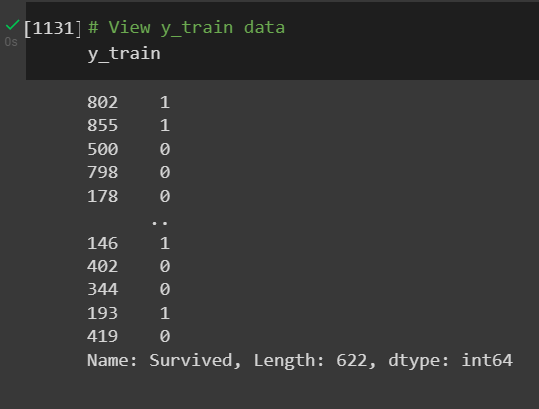 [1131] # View y_train data
0s
y_train
802 1
855 1
500 0
798 0
178 0
..
146 1
402 0
344 0
193 1
419 0
Name: Survived, Length: 622, dtype: int64